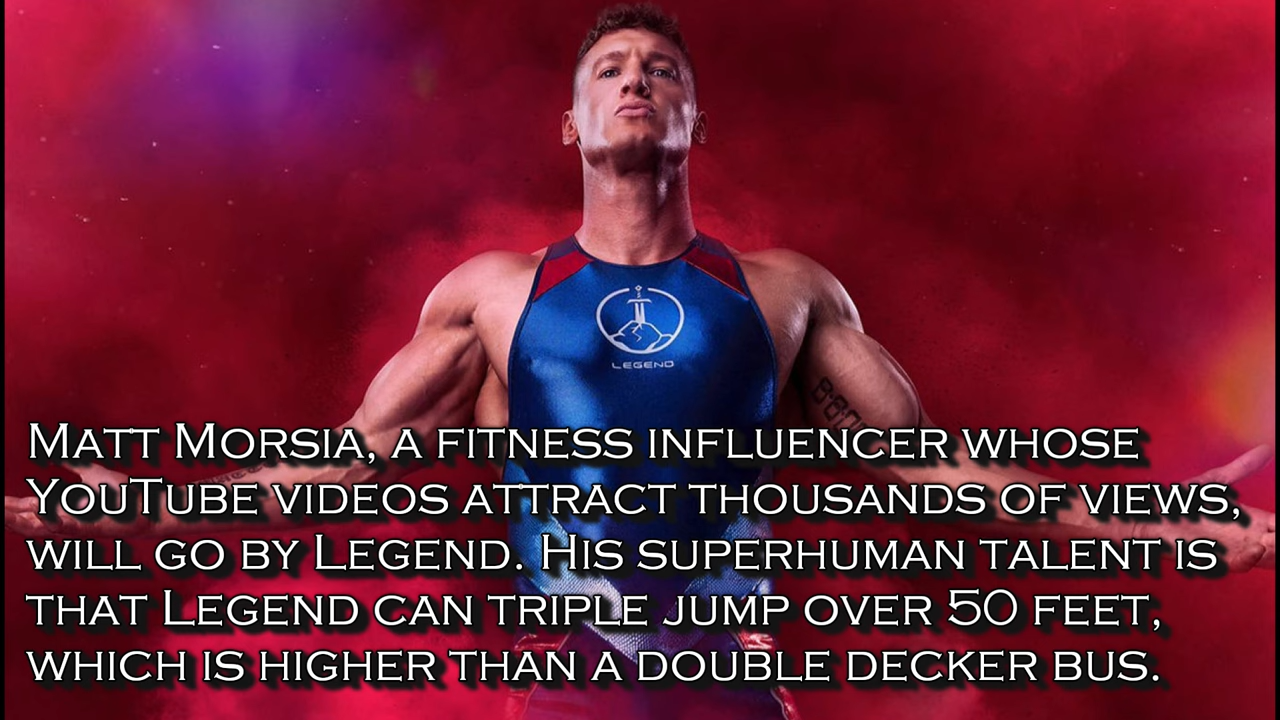 LEGEND
Matt Morsia, a fitness influencer whose
YouTube videos attract thousands of views,
will go by Legend. His superhuman talent is
that Legend can triple jump over 50 feet,
which is higher than a double decker bus.